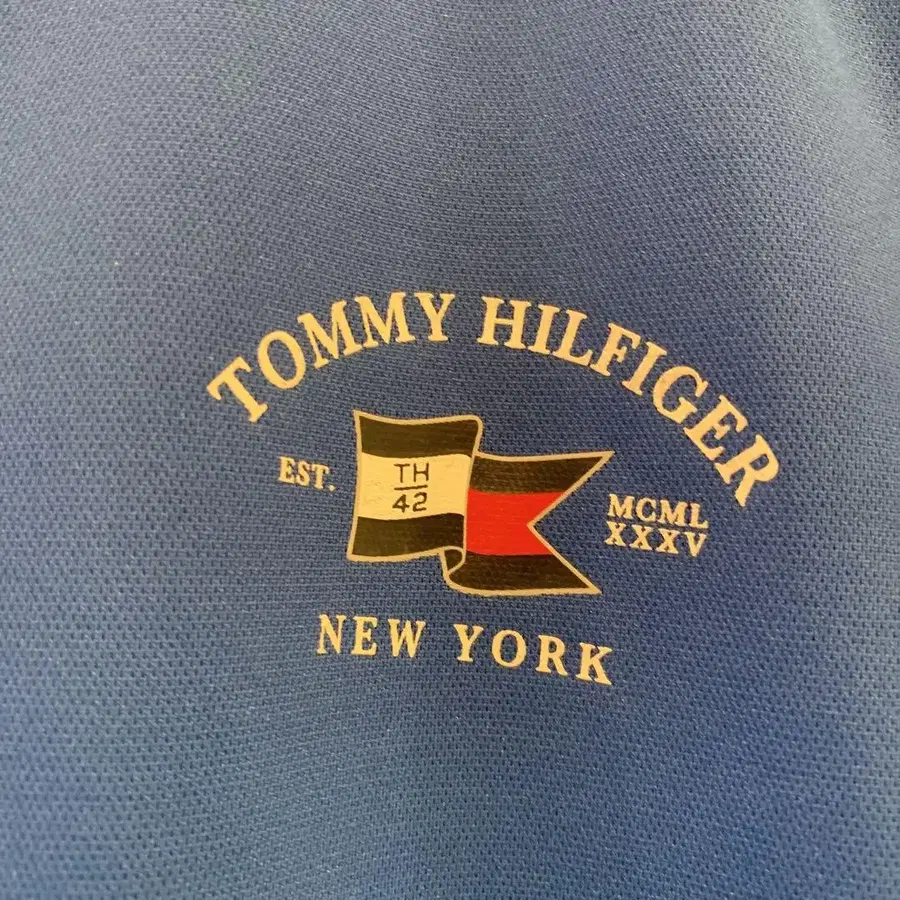 TOMMY HILFIGER
EST.
TH
42
MCML
XXXV
NEW YORK